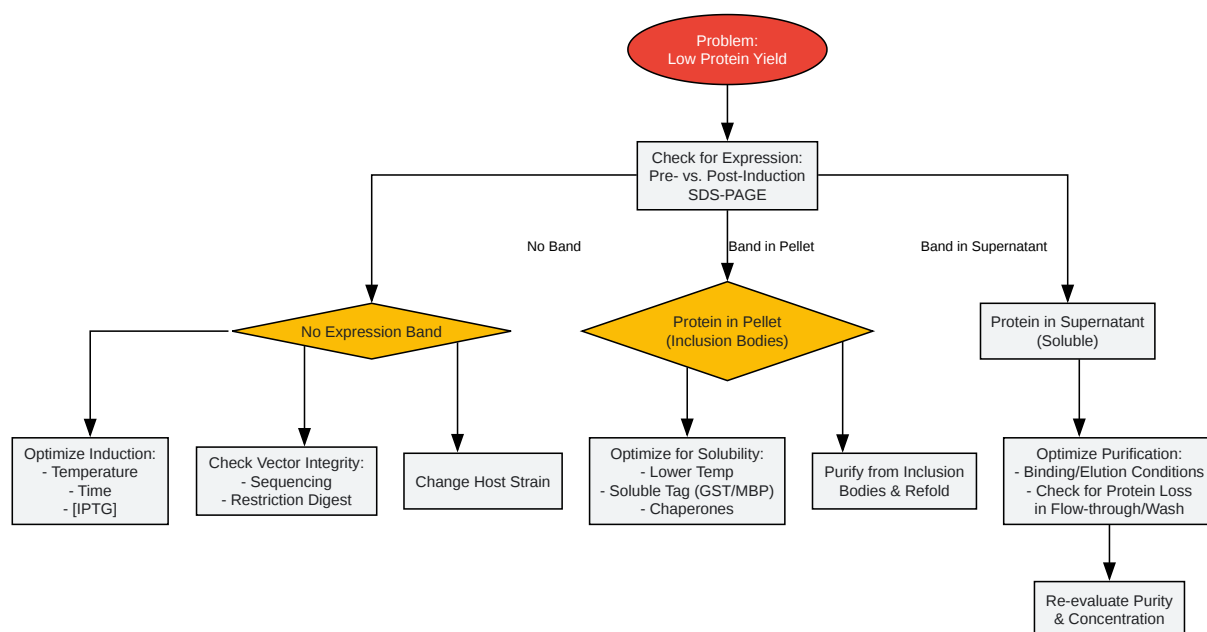 Problem:
Low Protein Yield
Check for Expression:
Pre- vs. Post-Induction
SDS-PAGE
No Band
Band in Pellet
Band in Supernatant
No Expression Band
Protein in Pellet
(Inclusion Bodies)
Protein in Supernatant
(Soluble)
Optimize Induction:
- Temperature
- Time
- [IPTG]
Check Vector Integrity:
- Sequencing
- Restriction Digest
Change Host Strain
Optimize for Solubility:
- Lower Temp
- Soluble Tag (GST/MBP)
- Chaperones
Purify from Inclusion
Bodies & Refold
Optimize Purification:
- Binding/Elution Conditions
- Check for Protein Loss
in Flow-through/Wash
Re-evaluate Purity
& Concentration